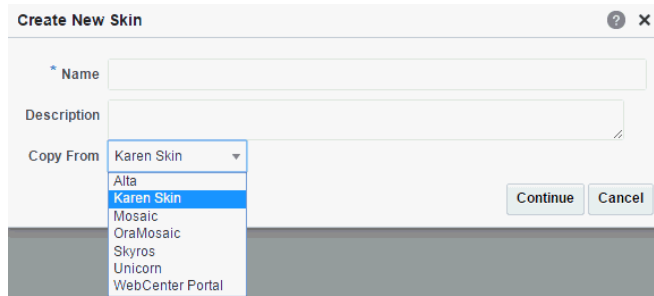 Create New Skin
* Name
Description
Copy From Karen Skin
Alta
Karen Skin
Mosaic
OraMosaic
Skyros
Unicorn
WebCenter Portal
Continue Cancel